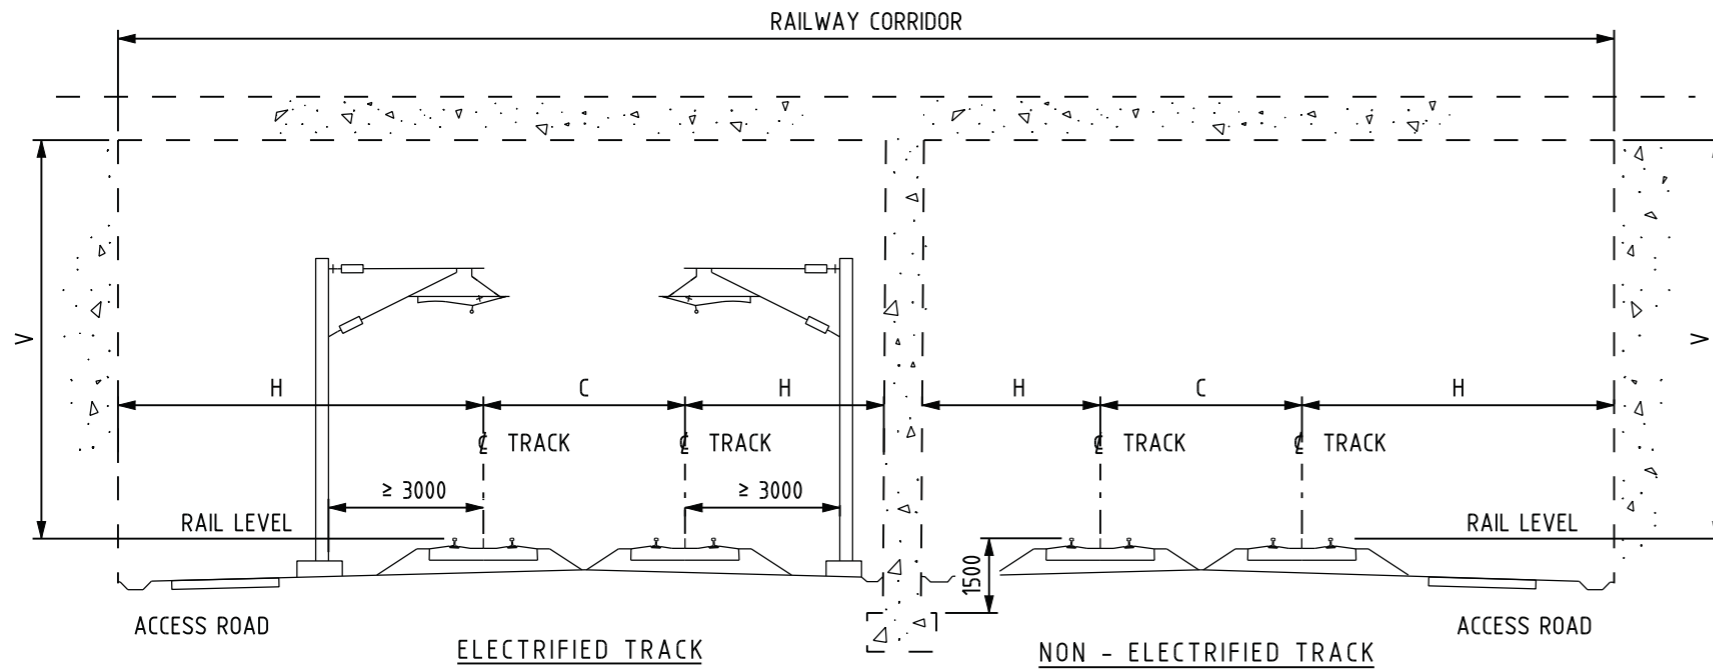 RAILWAY CORRIDOR
V
V
H
C
H
H
C
H
℄ TRACK
℄ TRACK
℄ TRACK
℄ TRACK
≥ 3000
≥ 3000
RAIL LEVEL
RAIL LEVEL
1500
ACCESS ROAD
ACCESS ROAD
ELECTRIFIED TRACK
NON - ELECTRIFIED TRACK